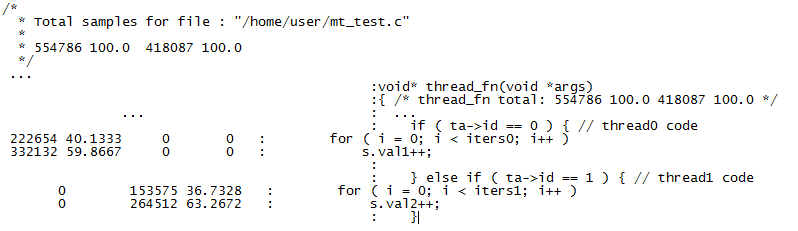 /*
* Total samples for file : "/home/user/mt_test.c"
*
* 554786 100.0 418087 100.0
*/
...
:void* thread_fn(void *args)
:{ /* thread_fn total: 554786 100.0 418087 100.0 */
... : ...
: if ( ta->id == 0 ) { // thread0 code
222654 40.1333 0 0 : for ( i = 0; i < iters0; i++ )
332132 59.8667 0 0 : s.val1++;
:
: } else if ( ta->id == 1 ) { // thread1 code
0 153575 36.7328 : for ( i = 0; i < iters1; i++ )
0 264512 63.2672 : s.val2++;
: }